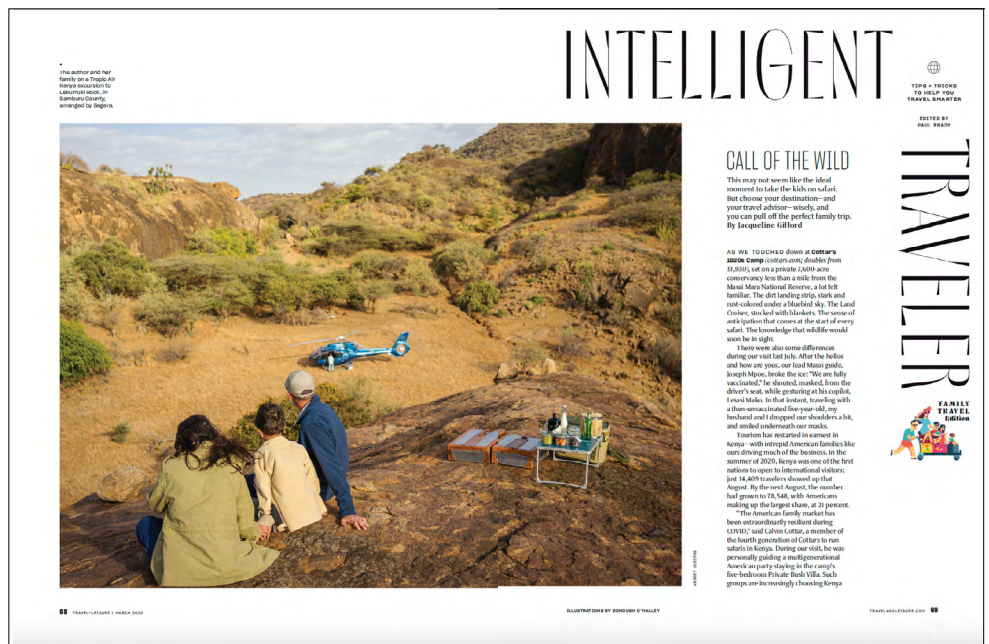 The author and her
family on a Tropic Air
Kenya excursion to
Lekurruki Rock, in
Samburu County,
arranged by Segera.
INTELLIGENT
TRAVELER
TIPS + TRICKS
TO HELP YOU
TRAVEL SMARTER
EDITED BY
PAUL BRADY
FAMILY
TRAVEL
Edition
CALL OF THE WILD
This may not seem like the ideal
moment to take the kids on safari.
But choose your destination—and
your travel advisor—wisely, and
you can pull off the perfect family trip.
By Jacqueline Gifford
AS WE TOUCHED down at Cottar's
1920s Camp (cottars.com; doubles from
$1,930), set on a private 7,600-acre
conservancy less than a mile from the
Masai Mara National Reserve, a lot felt
familiar. The dirt landing strip, stark and
rust-colored under a bluebird sky. The Land
Cruiser, stocked with blankets. The sense of
anticipation that comes at the start of every
safari. The knowledge that wildlife would
soon be in sight.
There were also some differences
during our visit last July. After the hellos
and how are yous, our lead Masai guide,
Joseph Mpoe, broke the ice: "We are fully
vaccinated," he shouted, masked, from the
driver's seat, while gesturing at his copilot,
Lesasi Mako. In that instant, traveling with
a then-unvaccinated five-year-old, my
husband and I dropped our shoulders a bit,
and smiled underneath our masks.
Tourism has restarted in earnest in
Kenya—with intrepid American families like
ours driving much of the business. In the
summer of 2020, Kenya was one of the first
nations to open to international visitors;
just 14,409 travelers showed up that
August. By the next August, the number
had grown to 78,548, with Americans
making up the largest share, at 21 percent.
"The American family market has
been extraordinarily resilient during
COVID," said Calvin Cottar, a member of
the fourth generation of Cottars to run
safaris in Kenya. During our visit, he was
personally guiding a multigenerational
American party staying in the camp's
five-bedroom Private Bush Villa. Such
groups are increasingly choosing Kenya
68 TRAVEL+LEISURE | MARCH 2022
ILLUSTRATIONS BY DONOUGH O'MALLEY
TRAVELANDLEISURE.COM 69